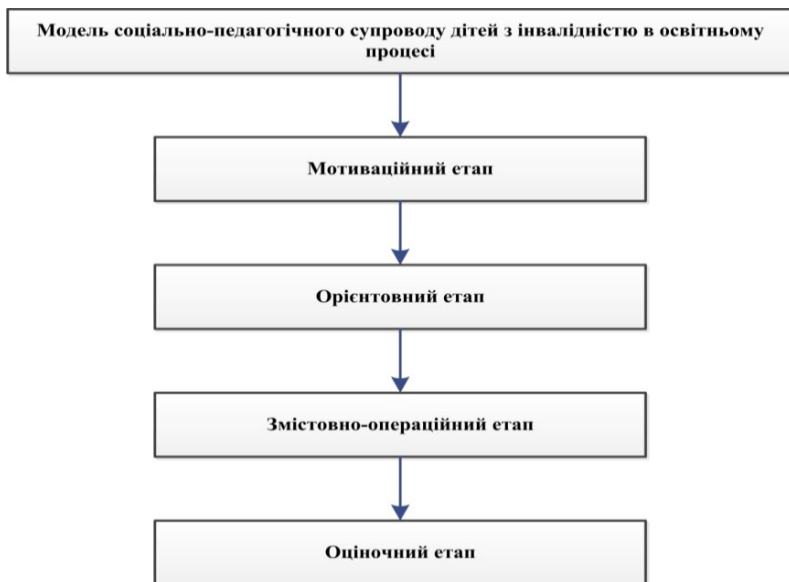 Модель соціально-педагогічного супроводу дітей з інвалідністю в освітньому
процесі
Мотиваційний етап
Орієнтовний етап
Змістовно-операційний етап
Оціночний етап